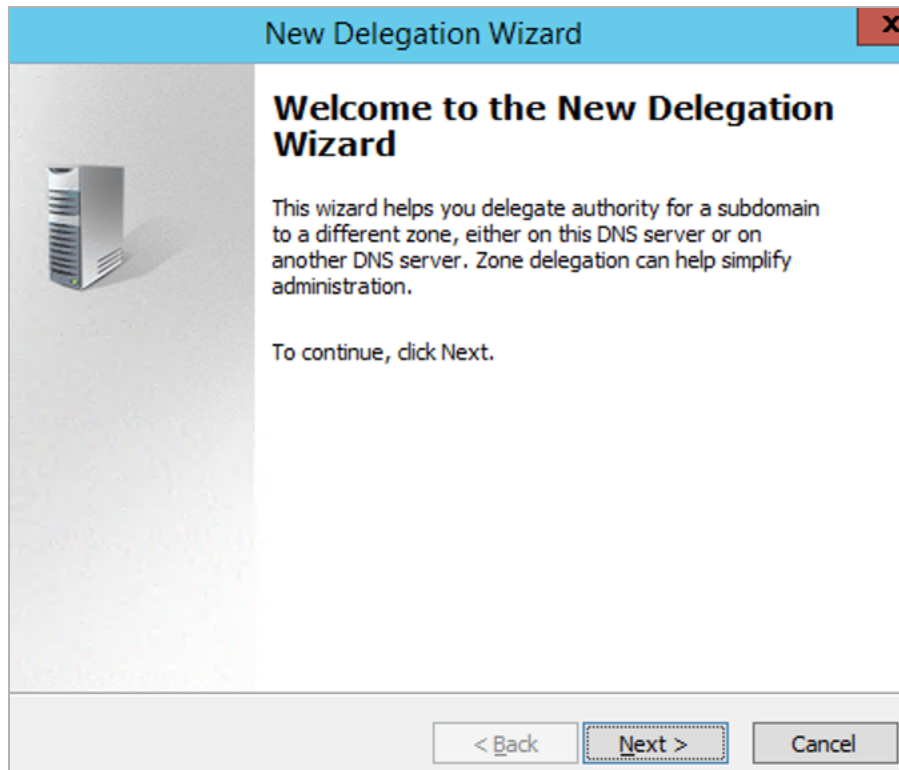 New Delegation Wizard
x
Welcome to the New Delegation
Wizard
This wizard helps you delegate authority for a subdomain
to a different zone, either on this DNS server or on
another DNS server. Zone delegation can help simplify
administration.
To continue, click Next.
< Back Next > Cancel